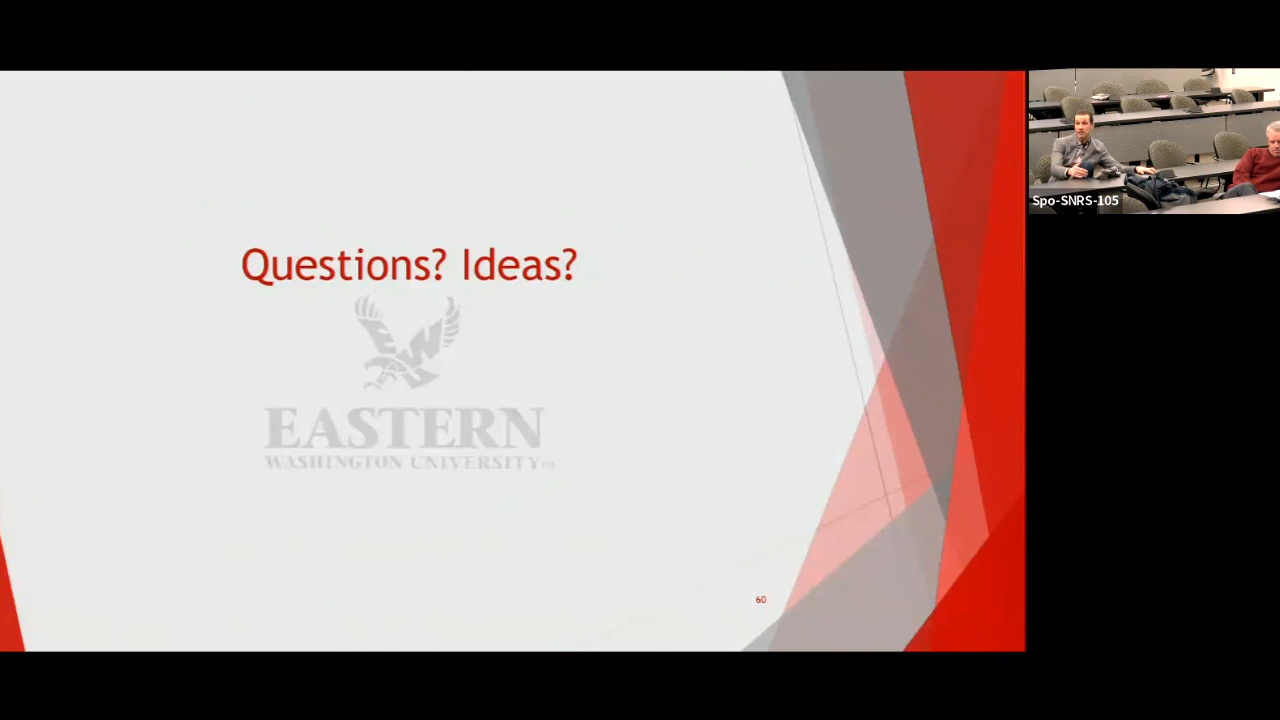 Questions? Ideas?
EASTERN
WASHINGTON UNIVERSITY
60
Spo-SNRS-105